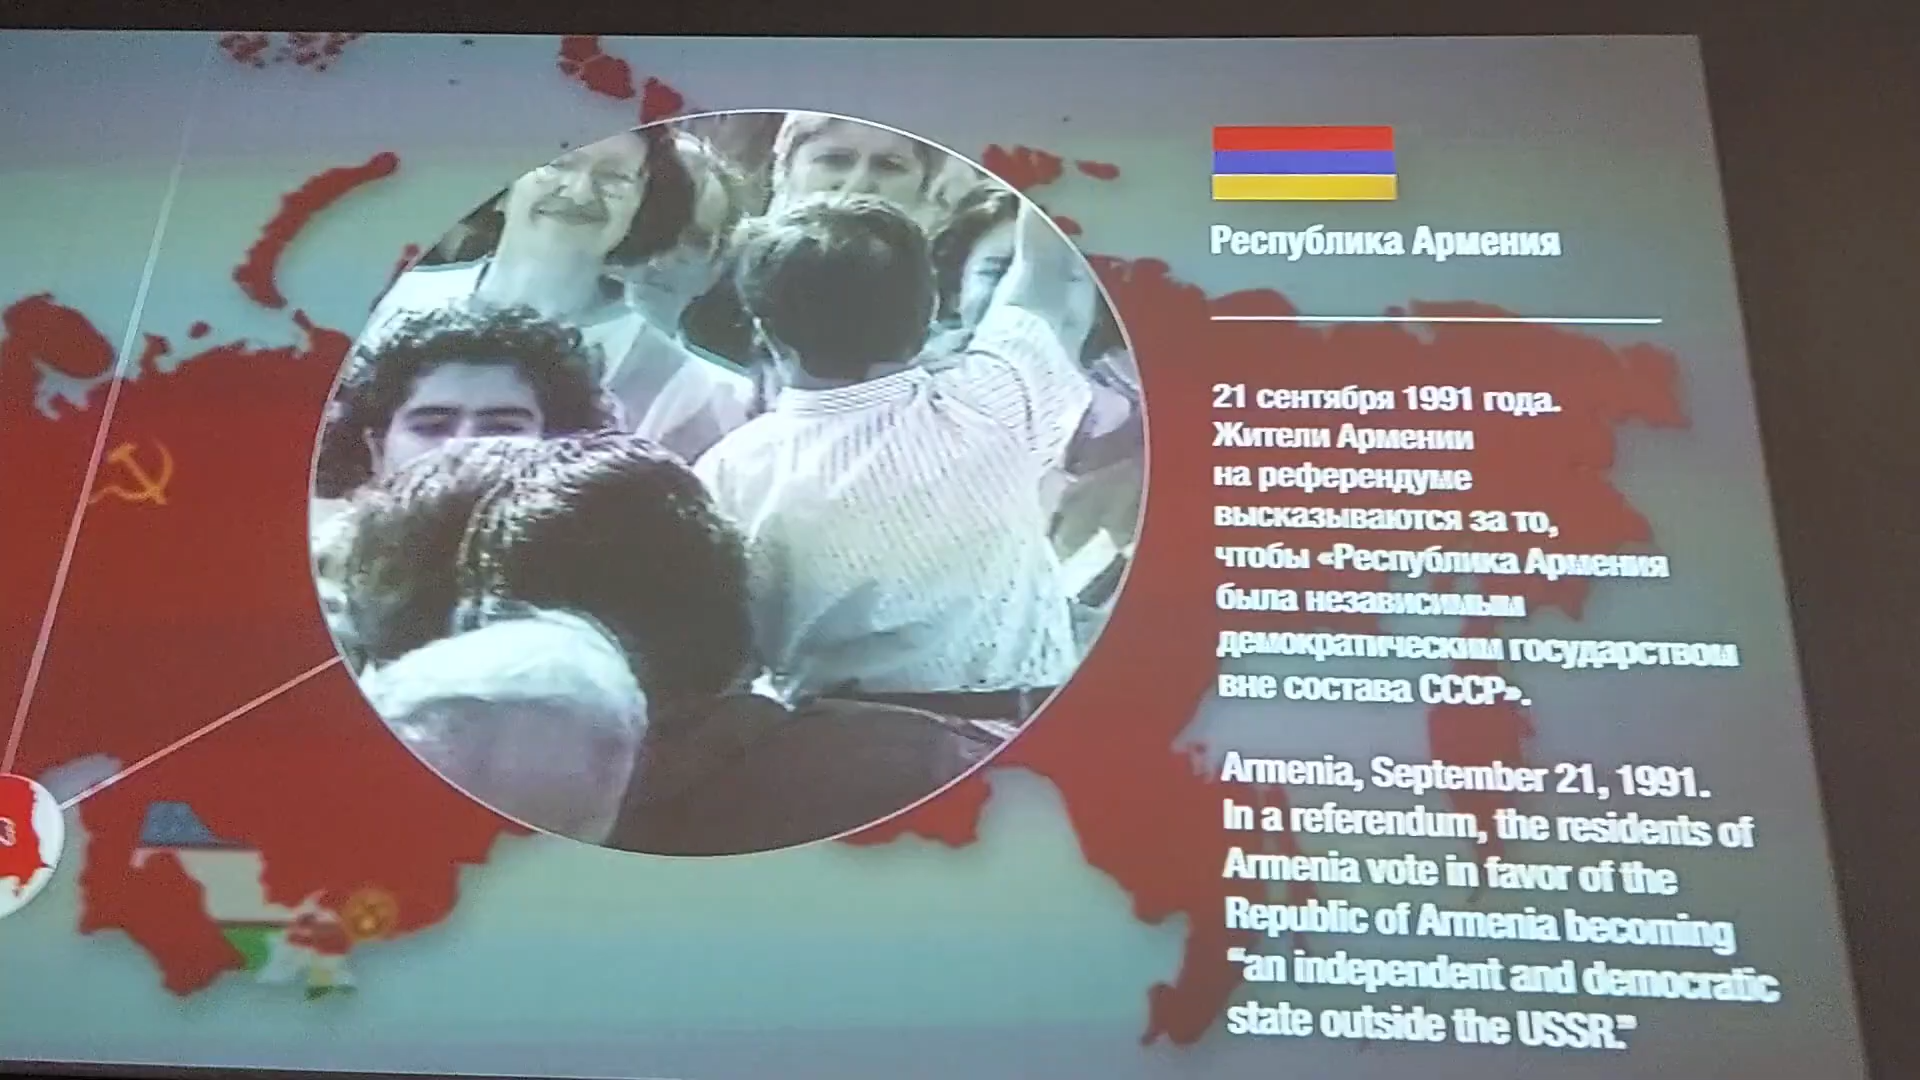 Республика Армения
21 сентября 1991 года.
Жители Армении
на референдуме
высказываются за то,
чтобы «Республика Армения
была независимым
демократическим государством
вне состава СССР».
Armenia, September 21, 1991.
In a referendum, the residents of
Armenia vote in favor of the
Republic of Armenia becoming
“an independent and democratic
state outside the USSR.”